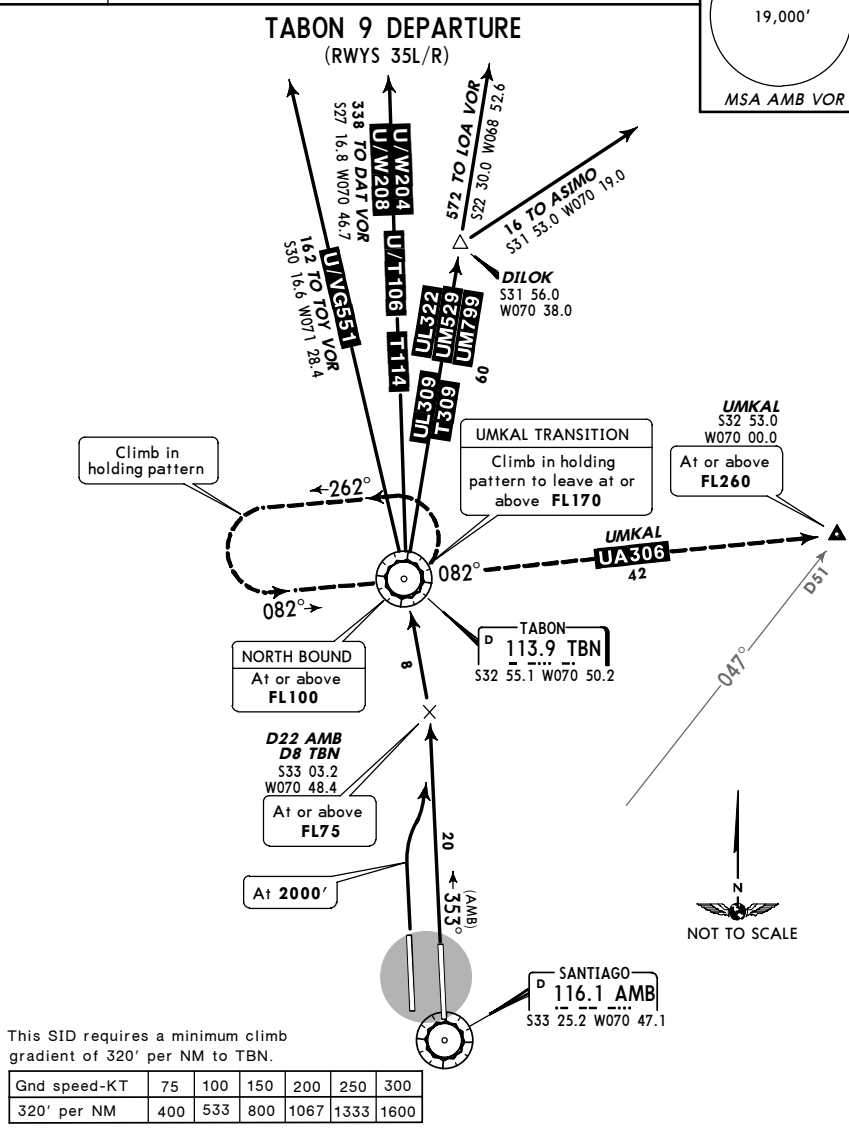 TABON 9 DEPARTURE
(RWYS 35L/R)
19,000'
MSA AMB VOR
162 TO TOY VOR
S30 16.6 W071 28.4
U/VG551
338 TO DAT VOR
S27 16.8 W070 46.7
U/W208
U/W204
U/T106
T114
572 TO LOA VOR
S22 30.0 W068 52.6
16 TO ASIMO
S31 53.0 W070 19.0
DILOK
S31 56.0
W070 38.0
UL322
UM529
UM799
UL309
T309
60
UMKAL
S32 53.0
W070 00.0
At or above
FL260
Climb in
holding pattern
UMKAL TRANSITION
Climb in holding
pattern to leave at or
above FL170
262°
082°
082°
UMKAL
UA306
42
D51
047°
NORTH BOUND
At or above
FL100
TABON
D 113.9 TBN
S32 55.1 W070 50.2
8
D22 AMB
D8 TBN
S33 03.2
W070 48.4
At or above
FL75
20
At 2000'
(AMB)
353°
N
NOT TO SCALE
SANTIAGO
D 116.1 AMB
S33 25.2 W070 47.1
This SID requires a minimum climb
gradient of 320' per NM to TBN.
Gnd speed-KT 75 100 150 200 250 300
320' per NM 400 533 800 1067 1333 1600